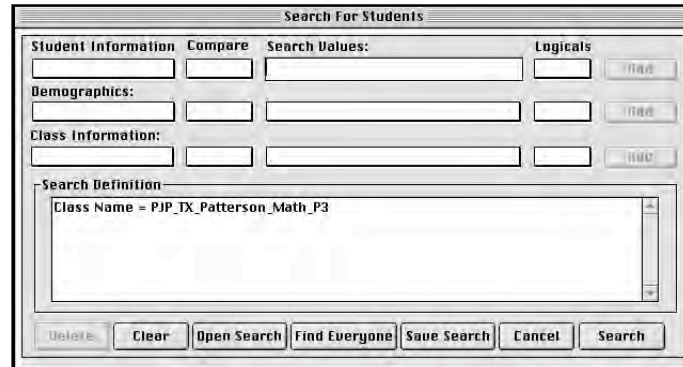 Search For Students
Student Information Compare Search Values: Logicals
Add
Demographics:
Add
Class Information:
Add
Search Definition
Class Name = PJP_TX_Patterson_Math_P3
Delete Clear Open Search Find Everyone Save Search Cancel Search